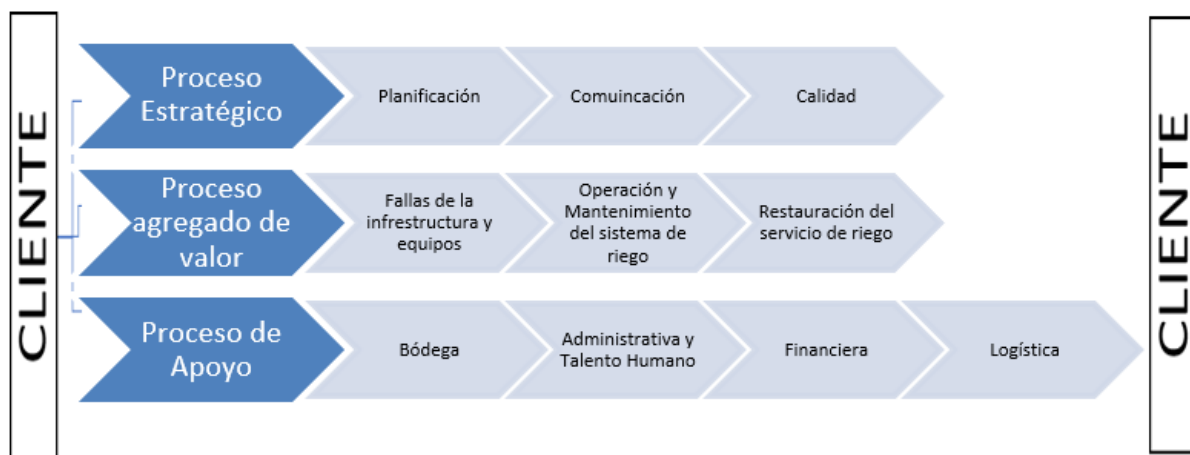 CLIENTE
Proceso
Estratégico
Planificación
Comuincación
Calidad
Proceso
agregado de
valor
Fallas de la
infrestructura y
equipos
Operación y
Mantenimiento
del sistema de
riego
Restauración del
servicio de riego
Proceso de
Apoyo
Bódega
Administrativa y
Talento Humano
Financiera
Logística
CLIENTE